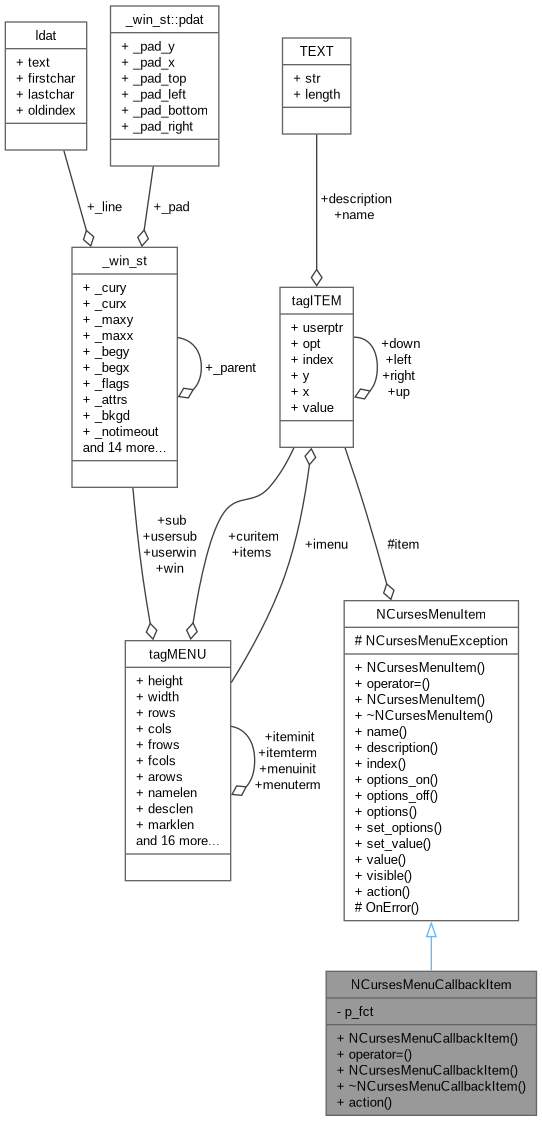 ldat
+ text
+ firstchar
+ lastchar
+ oldindex
_win_st::pdat
+ _pad_y
+ _pad_x
+ _pad_top
+ _pad_left
+ _pad_bottom
+ _pad_right
TEXT
+ str
+ length
+_line
+_pad
+description
+name
_win_st
+ _cury
+ _curx
+ _maxy
+ _maxx
+ _begy
+ _begx
+ _flags
+ _attrs
+ _bkgd
+ _notimeout
and 14 more...
+_parent
tagITEM
+ userptr
+ opt
+ index
+ y
+ x
+ value
+down
+left
+right
+up
+sub
+usersub
+userwin
+win
+curitem
+items
+imenu
#item
tagMENU
+ height
+ width
+ rows
+ cols
+ frows
+ fcols
+ arows
+ namelen
+ desclen
+ marklen
and 16 more...
+iteminit
+itemterm
+menuinit
+menuterm
NCursesMenuItem
# NCursesMenuException
+ NCursesMenuItem()
+ operator=()
+ NCursesMenuItem()
+ ~NCursesMenuItem()
+ name()
+ description()
+ index()
+ options_on()
+ options_off()
+ options()
+ set_options()
+ set_value()
+ value()
+ visible()
+ action()
# OnError()
NCursesMenuCallbackItem
- p_fct
+ NCursesMenuCallbackItem()
+ operator=()
+ NCursesMenuCallbackItem()
+ ~NCursesMenuCallbackItem()
+ action()